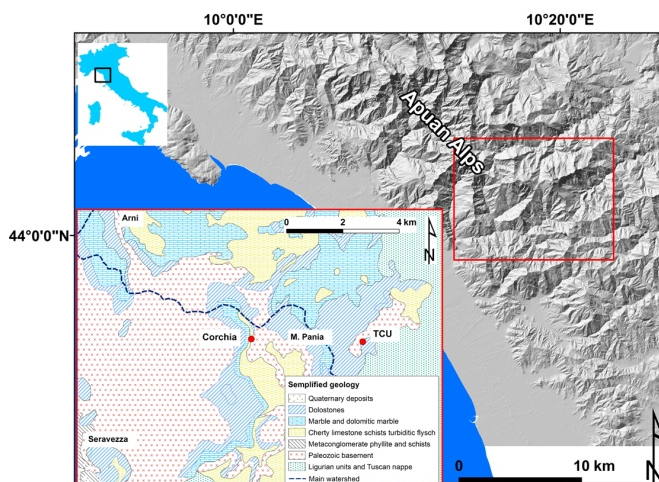 10°0'0"E
10°20'0"E
Apuan Alps
44°0'0"N
Arni
0 2 4 km
N
Corchia
M. Pania
TCU
Seravezza
Semplified geology
Quaternary deposits
Dolostones
Marble and dolomitic marble
Cherty limestone schists turbiditic flysch
Metaconglomerate phyllite and schists
Paleozoic basement
Ligurian units and Tuscan nappe
Main watershed
0 10 km
N